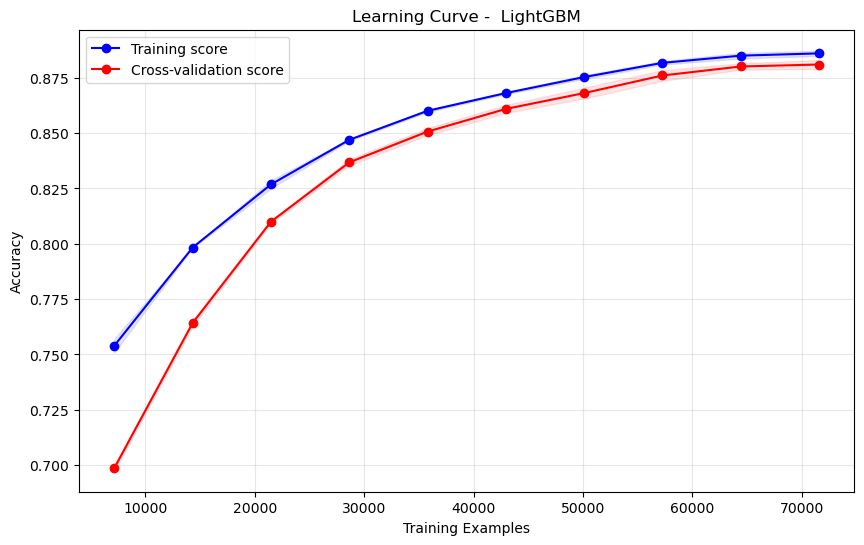 Learning Curve -  LightGBM
Training score
Cross-validation score
Accuracy
0.875
0.850
0.825
0.800
0.775
0.750
0.725
0.700
10000 20000 30000 40000 50000 60000 70000
Training Examples